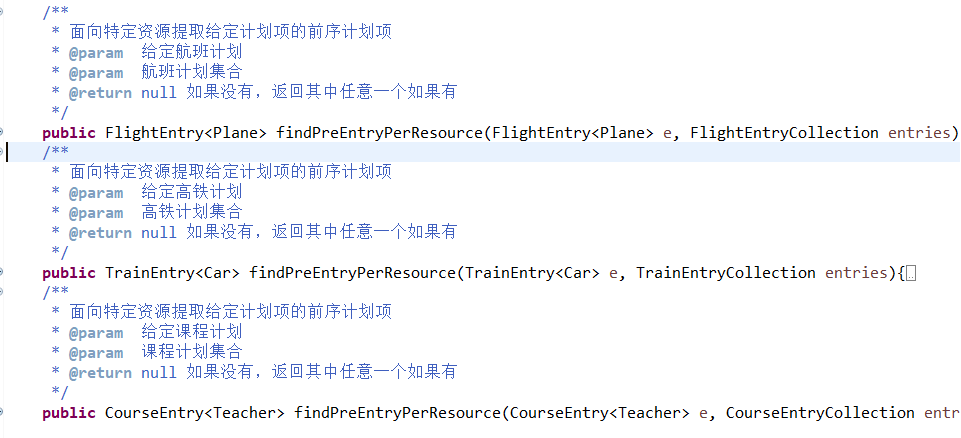 /**
* 面向特定资源提取给定计划项的前序计划项
* @param 给定航班计划
* @param 航班计划集合
* @return null 如果没有，返回其中任意一个如果有
*/
public FlightEntry<Plane> findPreEntryPerResource(FlightEntry<Plane> e, FlightEntryCollection entries)
/**
* 面向特定资源提取给定计划项的前序计划项
* @param 给定高铁计划
* @param 高铁计划集合
* @return null 如果没有，返回其中任意一个如果有
*/
public TrainEntry<Car> findPreEntryPerResource(TrainEntry<Car> e, TrainEntryCollection entries){
/**
* 面向特定资源提取给定计划项的前序计划项
* @param 给定课程计划
* @param 课程计划集合
* @return null 如果没有，返回其中任意一个如果有
*/
public CourseEntry<Teacher> findPreEntryPerResource(CourseEntry<Teacher> e, CourseEntryCollection entr